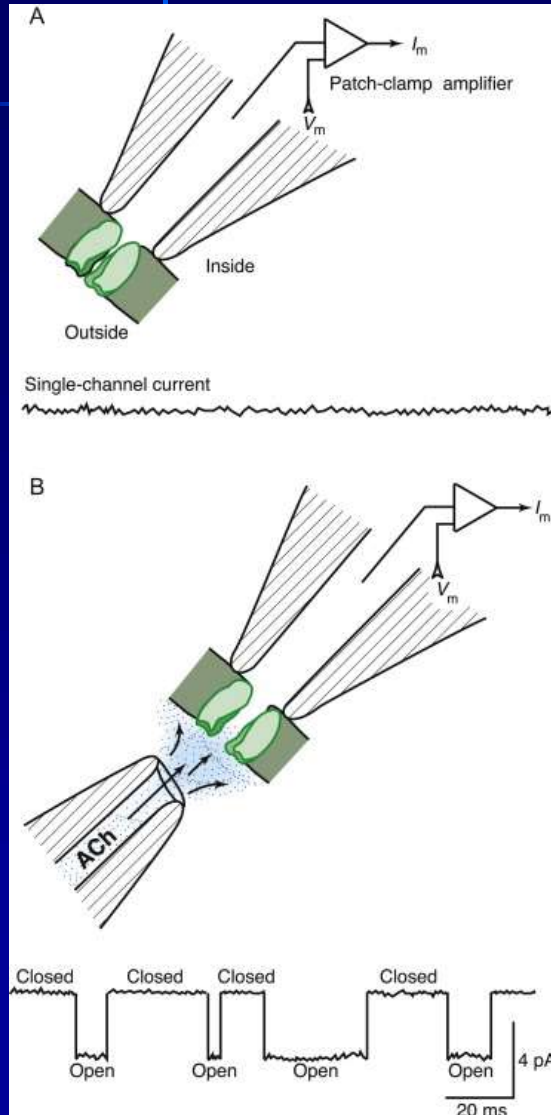 A
Im
Patch-clamp amplifier
Vm
Inside
Outside
Single-channel current
B
Im
Vm
ACh
Closed Closed Closed Closed
Open Open Open Open
4 pA
20 ms